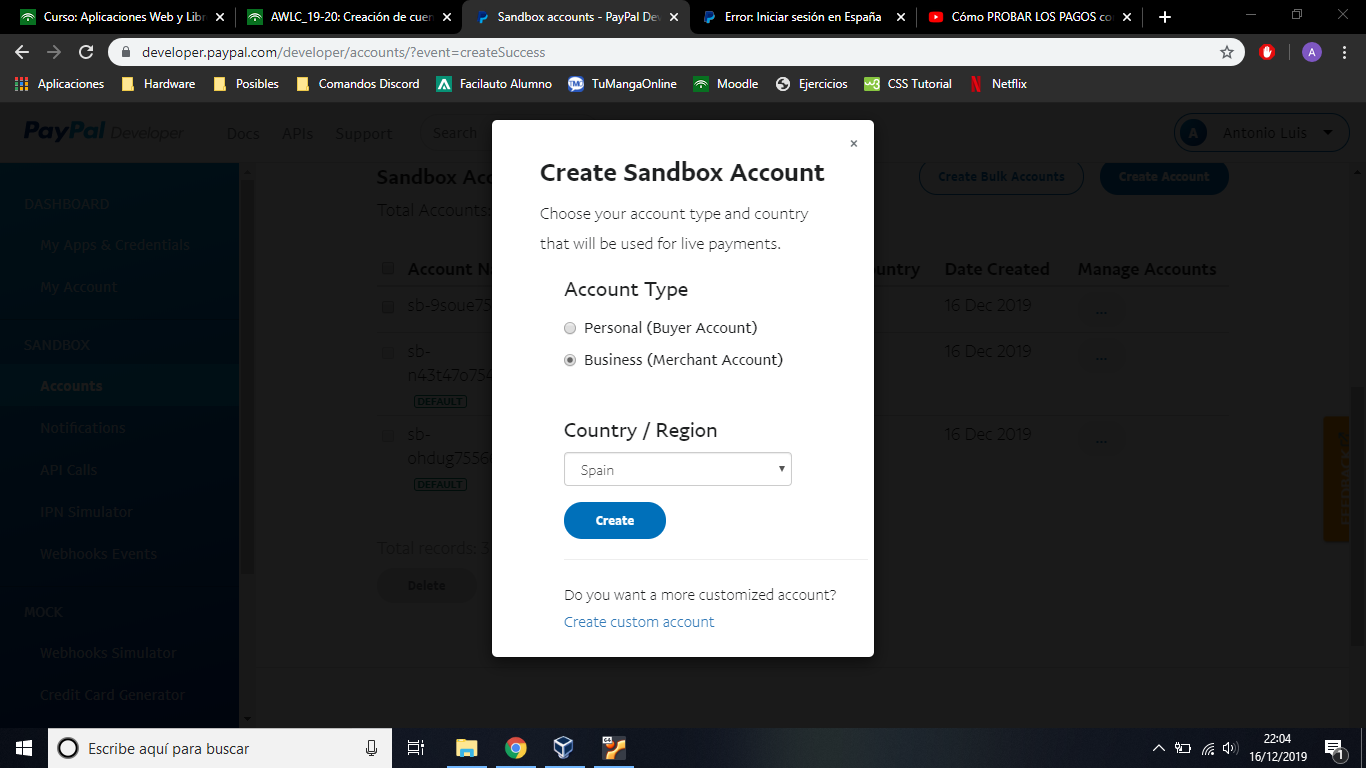 Curso: Aplicaciones Web y Libr
AWLC_19-20: Creación de cuen
Sandbox accounts - PayPal Dev
Error: Iniciar sesión en España
Cómo PROBAR LOS PAGOS co
developer.paypal.com/developer/accounts/?event=createSuccess
A
Aplicaciones
Hardware
Posibles
Comandos Discord
Facilauto Alumno
TuMangaOnline
Moodle
Ejercicios
CSS Tutorial
Netflix
PayPal Developer
Docs
APIs
Support
Search
A
Antonio Luis
DASHBOARD
My Apps & Credentials
My Account
SANDBOX
Accounts
Notifications
API Calls
IPN Simulator
Webhooks Events
MOCK
Webhooks Simulator
Credit Card Generator
Sandbox Acc
Create Bulk Accounts
Create Account
Total Accounts:
Account N
untry
Date Created
Manage Accounts
sb-9soue75
16 Dec 2019
...
sb-
n43t47o754
DEFAULT
16 Dec 2019
...
sb-
ohdug7556
DEFAULT
16 Dec 2019
...
Total records: 3
Delete
FEEDBACK
×
Create Sandbox Account
Choose your account type and country
that will be used for live payments.
Account Type
Personal (Buyer Account)
Business (Merchant Account)
Country / Region
Spain
Create
Do you want a more customized account?
Create custom account
Escribe aquí para buscar
64
22:04
16/12/2019
1